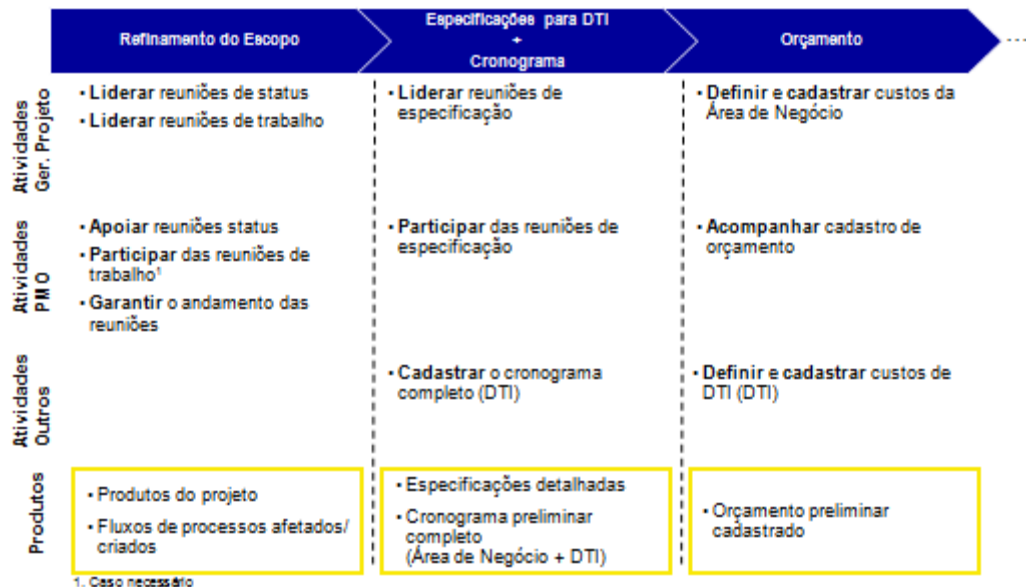 Refinamento do Escopo
Especificações para DTI
+
Cronograma
Orçamento
Atividades
Ger. Projeto
• Liderar reuniões de status
• Liderar reuniões de trabalho
• Liderar reuniões de
especificação
• Definir e cadastrar custos da
Área de Negócio
Atividades
PMO
• Apoiar reuniões status
• Participar das reuniões de
trabalho¹
• Garantir o andamento das
reuniões
• Participar das reuniões de
especificação
• Acompanhar cadastro de
orçamento
Atividades
Outros
• Cadastrar o cronograma
completo (DTI)
• Definir e cadastrar custos de
DTI (DTI)
Produtos
• Produtos do projeto
• Fluxos de processos afetados/
criados
• Especificações detalhadas
• Cronograma preliminar
completo
(Área de Negócio + DTI)
• Orçamento preliminar
cadastrado
1. Caso necessário